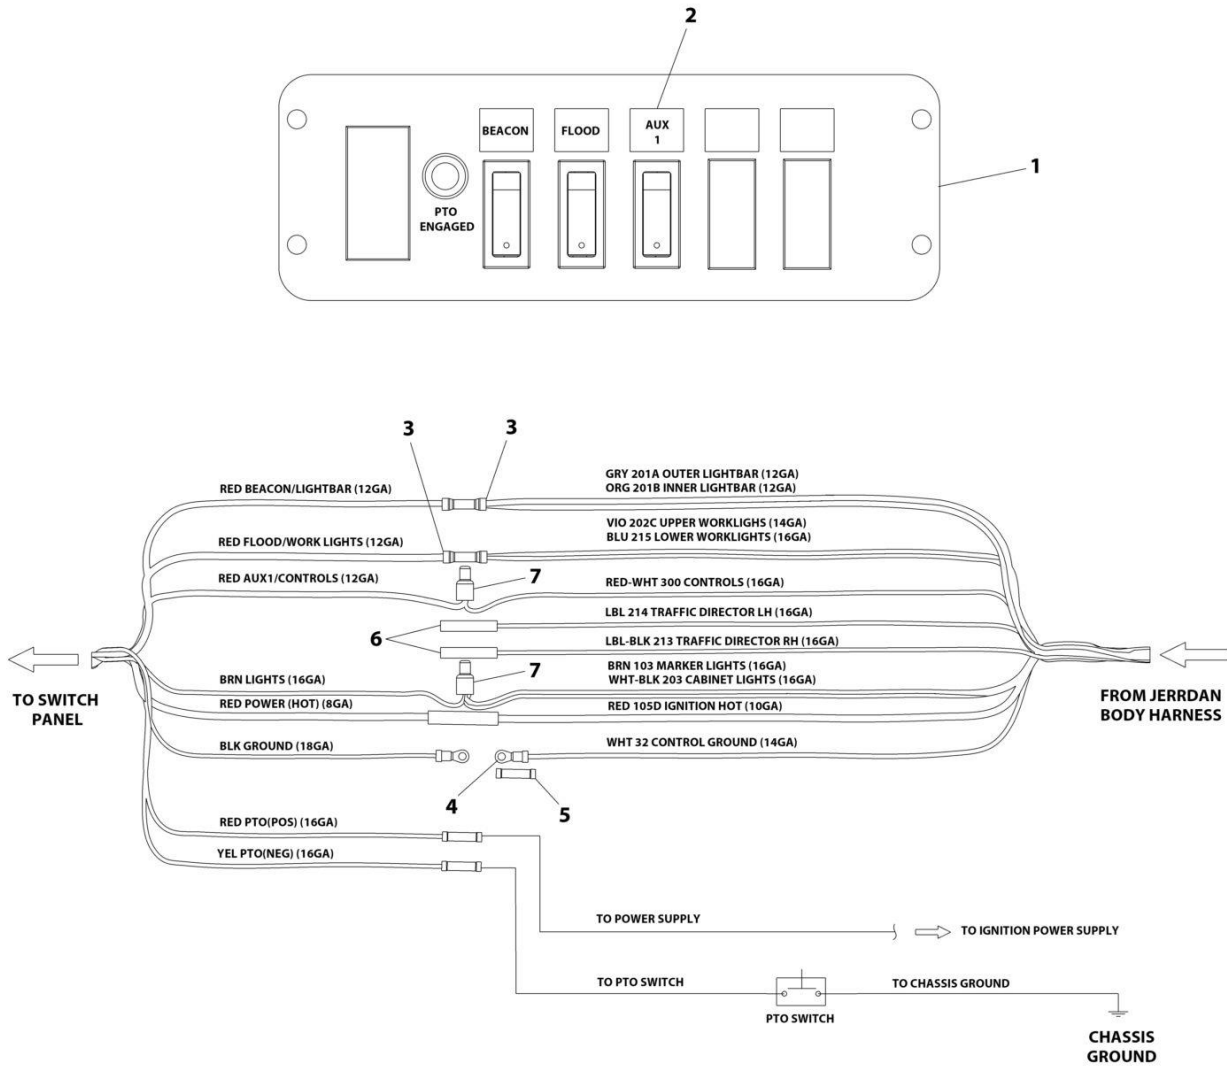 2
BEACON
FLOOD
AUX
1
PTO
ENGAGED
1
3
3
RED BEACON/LIGHTBAR (12GA)
GRY 201A OUTER LIGHTBAR (12GA)
ORG 201B INNER LIGHTBAR (12GA)
3
RED FLOOD/WORK LIGHTS (12GA)
VIO 202C UPPER WORKLIGHS (14GA)
BLU 215 LOWER WORKLIGHTS (16GA)
RED AUX1/CONTROLS (12GA)
7
RED-WHT 300 CONTROLS (16GA)
LBL 214 TRAFFIC DIRECTOR LH (16GA)
6
LBL-BLK 213 TRAFFIC DIRECTOR RH (16GA)
7
BRN LIGHTS (16GA)
BRN 103 MARKER LIGHTS (16GA)
WHT-BLK 203 CABINET LIGHTS (16GA)
TO SWITCH
PANEL
FROM JERRDAN
BODY HARNESS
RED POWER (HOT) (8GA)
RED 105D IGNITION HOT (10GA)
BLK GROUND (18GA)
WHT 32 CONTROL GROUND (14GA)
4
5
RED PTO(POS) (16GA)
YEL PTO(NEG) (16GA)
TO POWER SUPPLY
TO IGNITION POWER SUPPLY
TO PTO SWITCH
TO CHASSIS GROUND
PTO SWITCH
CHASSIS
GROUND